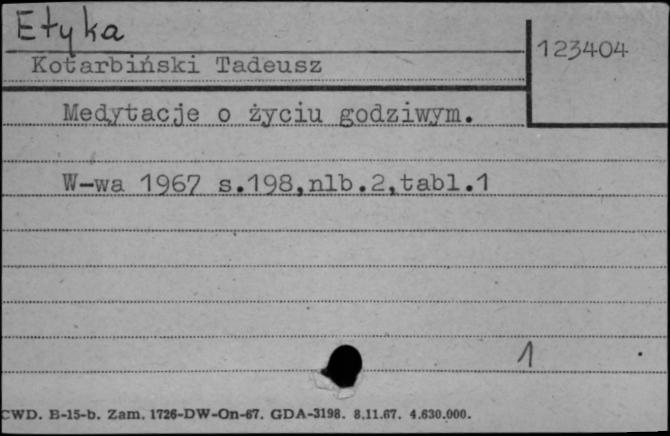 Etyka
123404
Kotarbiński Tadeusz
Medytacje o życiu godziwym.
W-wa 1967 s.198,nlb.2,tabl.1
1
CWD. B-15-b. Zam. 1726-DW-On-67. GDA-3198. 8.11.67. 4.630.000.